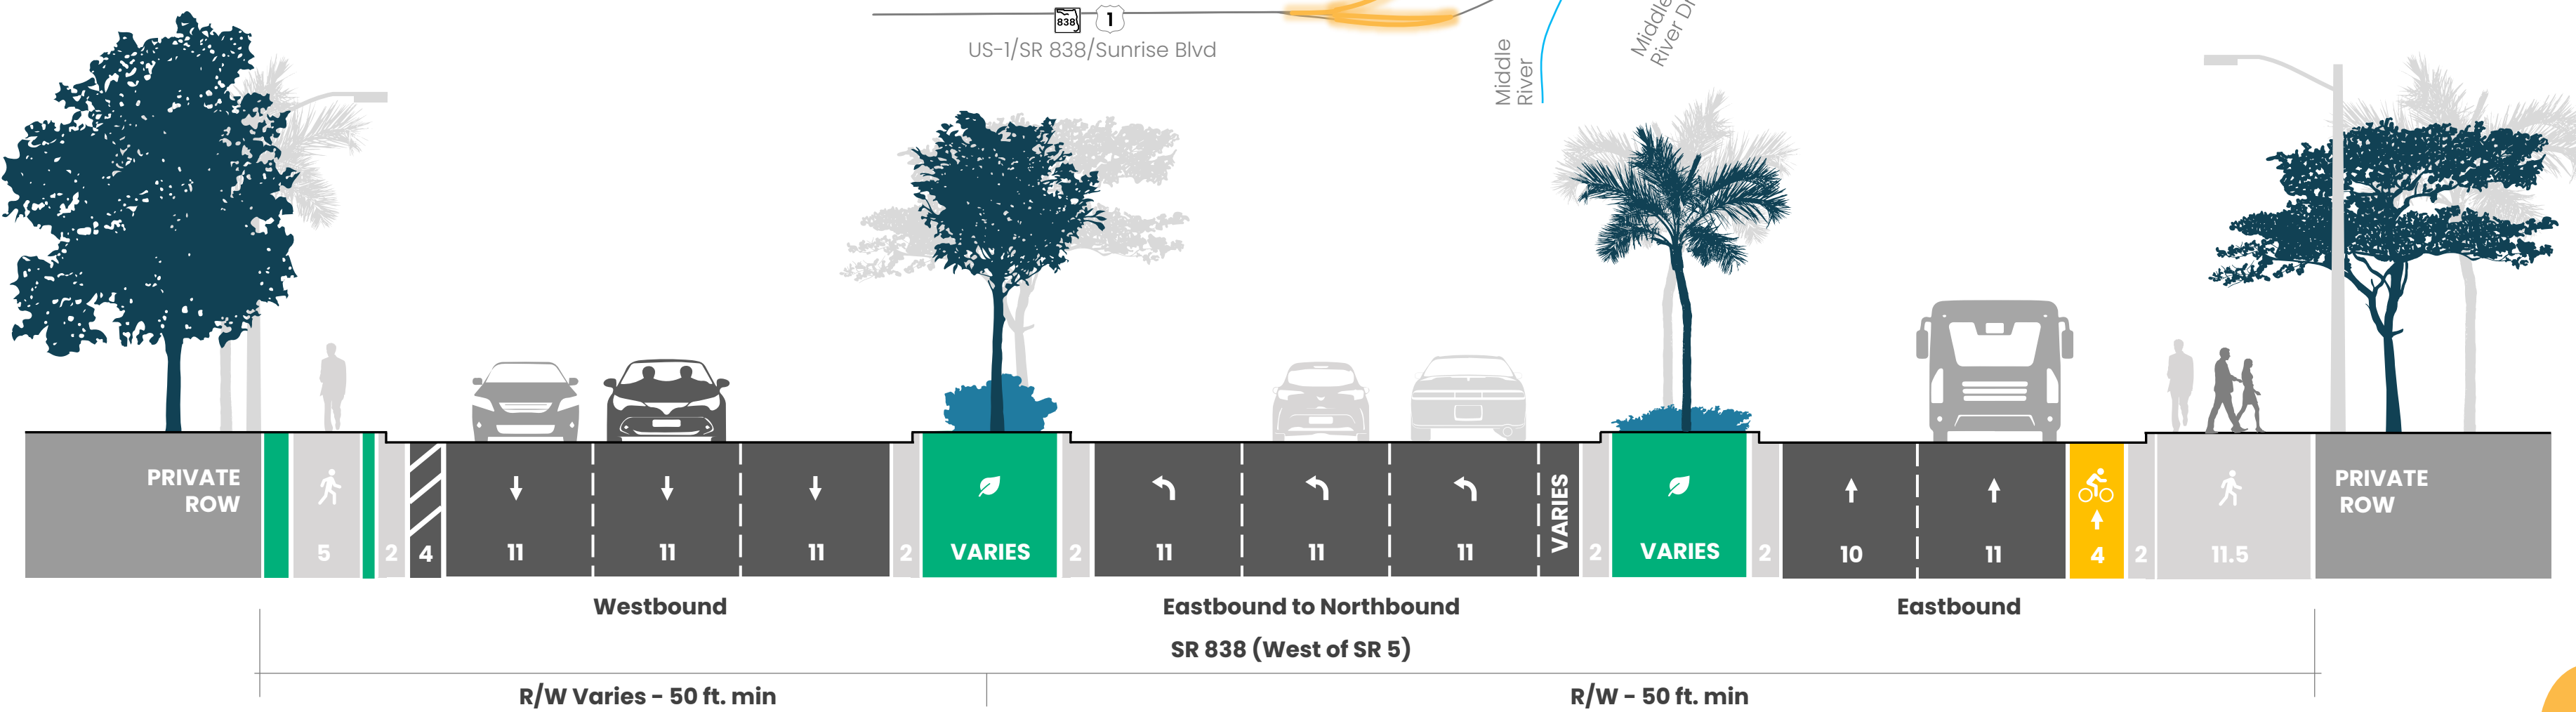 838 1
US-1/SR 838/Sunrise Blvd
Middle
River
Middle
River Dr
PRIVATE
ROW
5 2 4 11 11 11 2 VARIES 2 11 11 11 VARIES 2 VARIES 2 10 11 4 2 11.5
PRIVATE
ROW
Westbound Eastbound to Northbound Eastbound
SR 838 (West of SR 5)
R/W Varies - 50 ft. min R/W - 50 ft. min